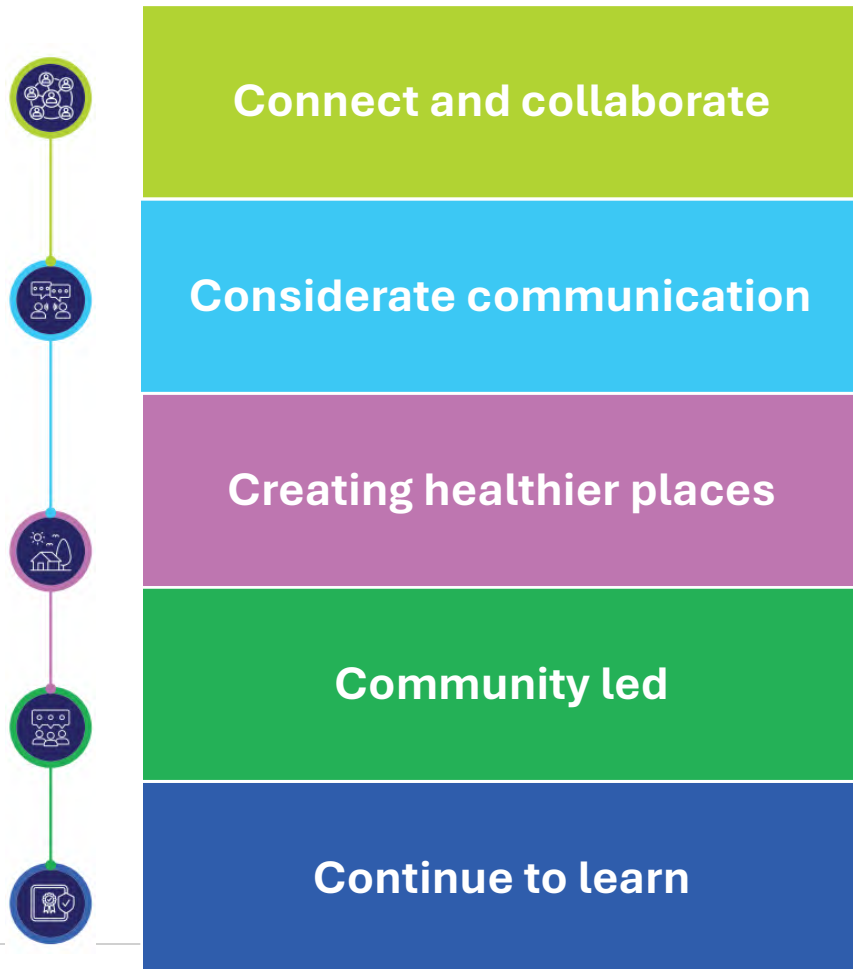 Connect and collaborate
Considerate communication
Creating healthier places
Community led
Continue to learn